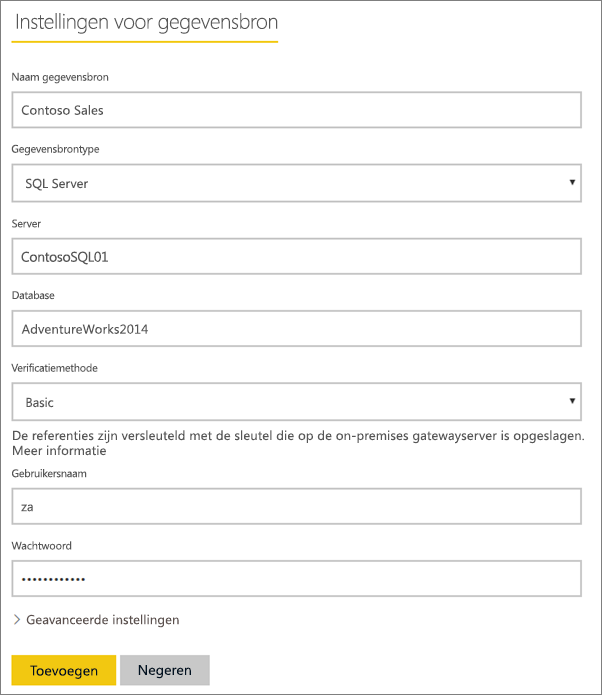 Instellingen voor gegevensbron
Naam gegevensbron
Contoso Sales
Gegevensbrontype
SQL Server
Server
ContosoSQL01
Database
AdventureWorks2014
Verificatiemethode
Basic
De referenties zijn versleuteld met de sleutel die op de on-premises gatewayserver is opgeslagen.
Meer informatie
Gebruikersnaam
za
Wachtwoord
••••••••••••
Geavanceerde instellingen
Toevoegen
Negeren